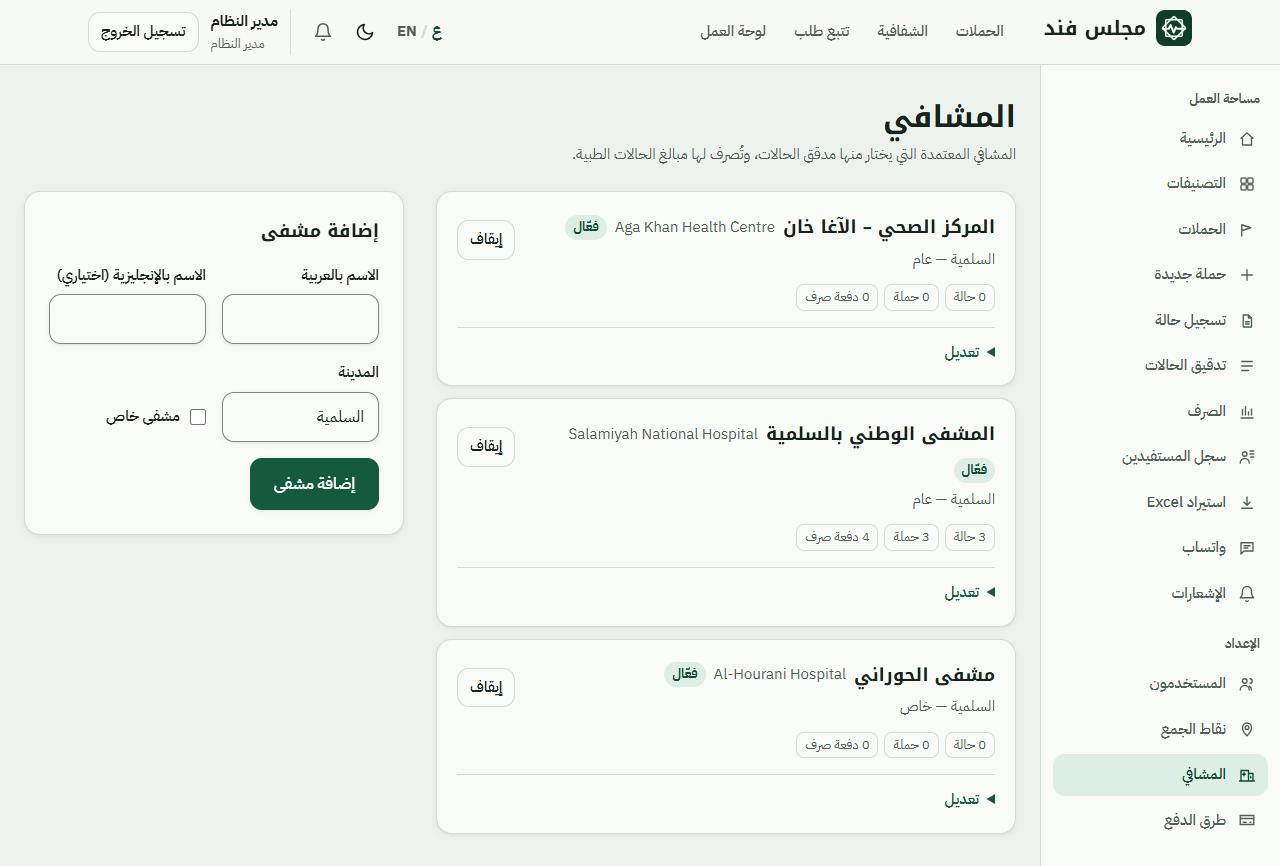 مجلس فند
الحملات
الشفافية
تتبع طلب
لوحة العمل
ع / EN
مدير النظام
مدير النظام
تسجيل الخروج
مساحة العمل
الرئيسية
التصنيفات
الحملات
حملة جديدة
تسجيل حالة
تدقيق الحالات
الصرف
سجل المستفيدين
استيراد Excel
واتساب
الإشعارات
الإعداد
المستخدمون
نقاط الجمع
المشافي
طرق الدفع
المشافي
المشافي المعتمدة التي يختار منها مدقق الحالات، وتُصرف لها مبالغ الحالات الطبية.
المركز الصحي – الآغا خان Aga Khan Health Centre فعّال
إيقاف
السلمية — عام
0 حالة 0 حملة 0 دفعة صرف
تعديل
المشفى الوطني بالسلمية Salamiyah National Hospital
فعّال
إيقاف
السلمية — عام
3 حالة 3 حملة 4 دفعة صرف
تعديل
مشفى الحوراني Al-Hourani Hospital فعّال
إيقاف
السلمية — خاص
0 حالة 0 حملة 0 دفعة صرف
تعديل
إضافة مشفى
الاسم بالعربية
الاسم بالإنجليزية (اختياري)
المدينة
السلمية
مشفى خاص
إضافة مشفى